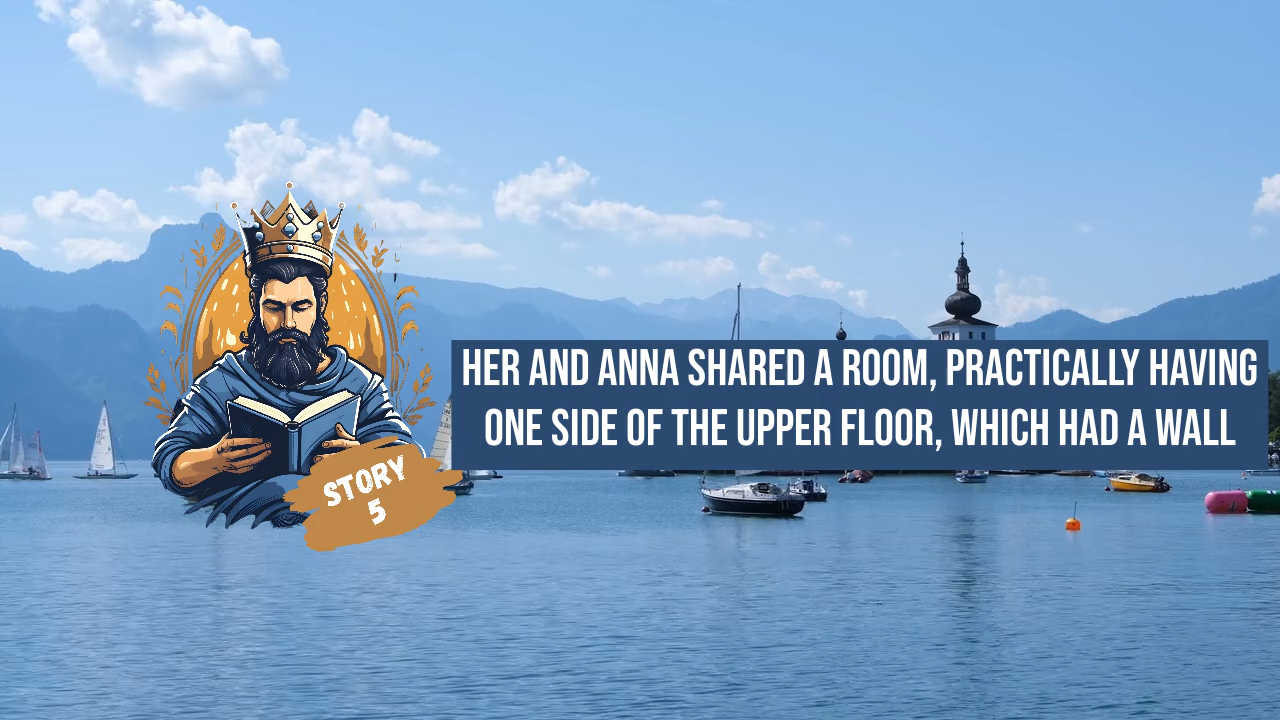 HER AND ANNA SHARED A ROOM, PRACTICALLY HAVING
ONE SIDE OF THE UPPER FLOOR, WHICH HAD A WALL
STORY
5